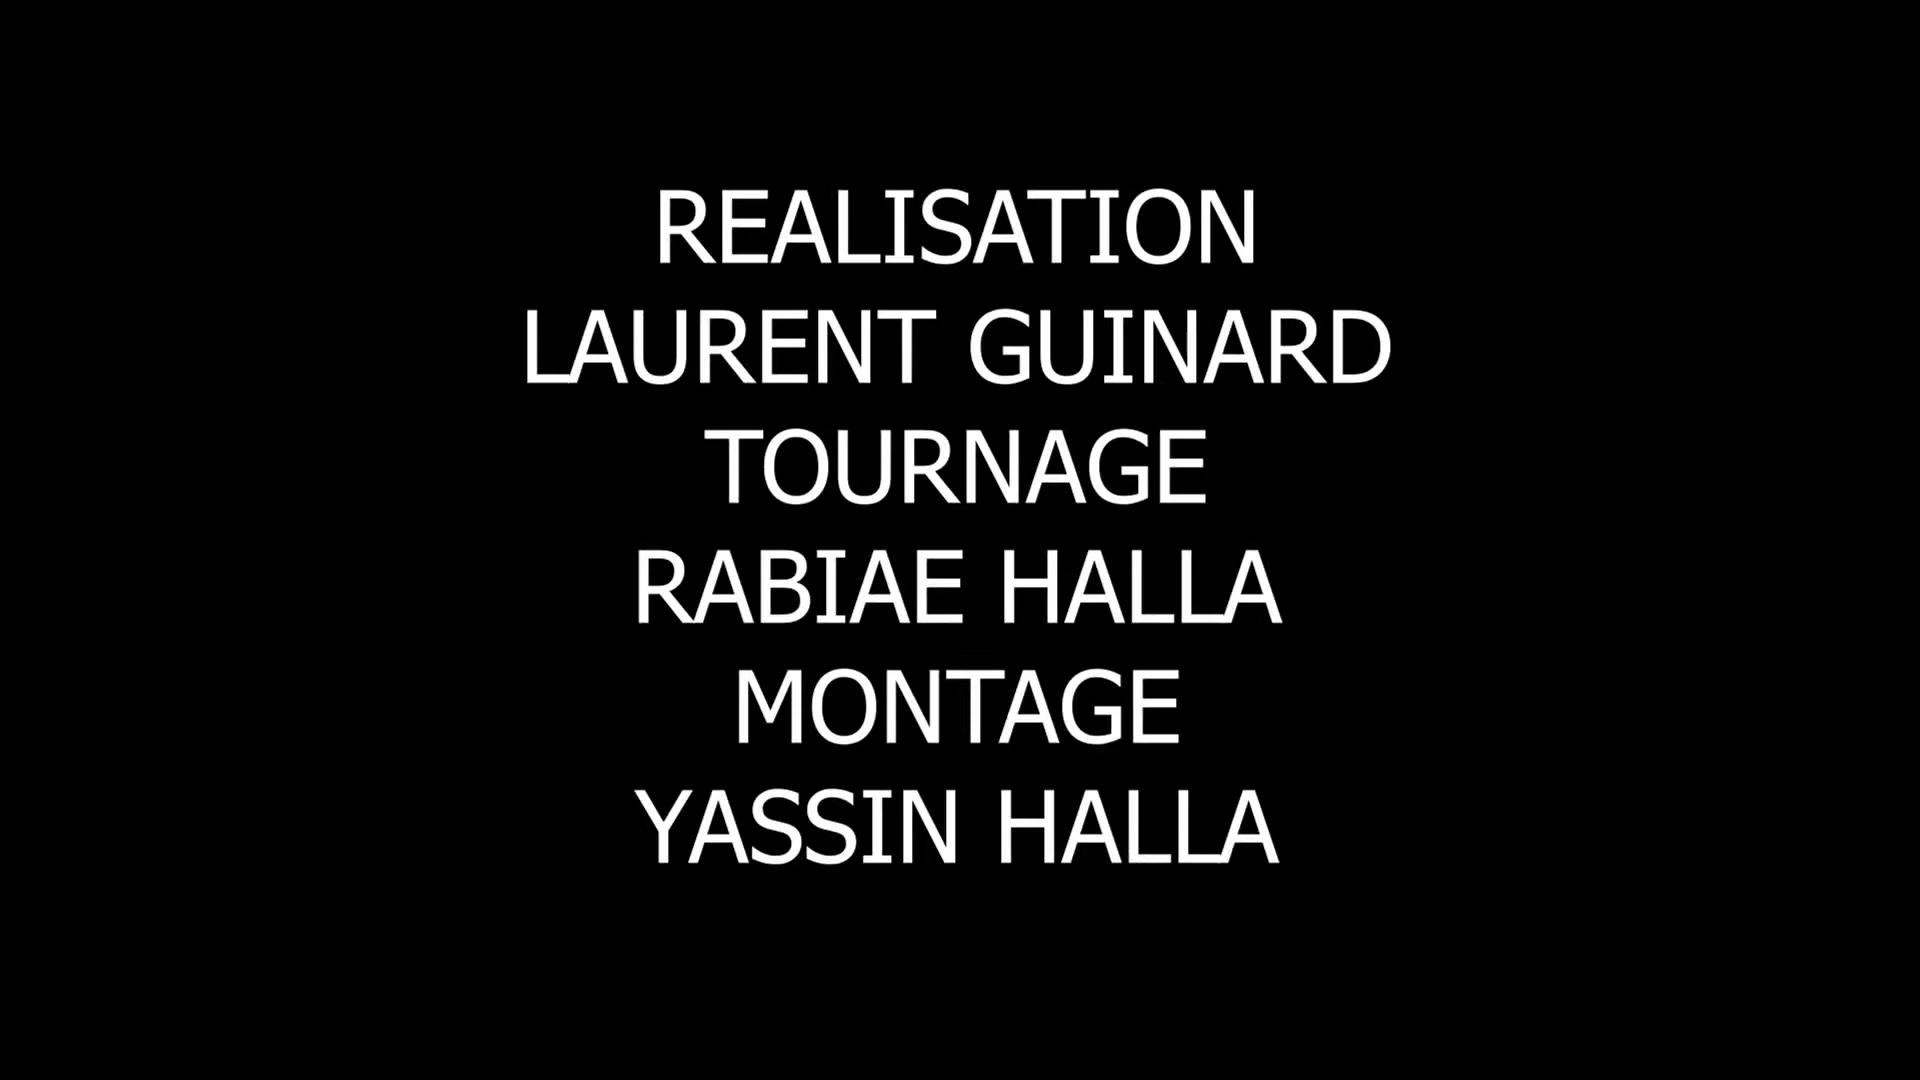 REALISATION
LAURENT GUINARD
TOURNAGE
RABIAE HALLA
MONTAGE
YASSIN HALLA